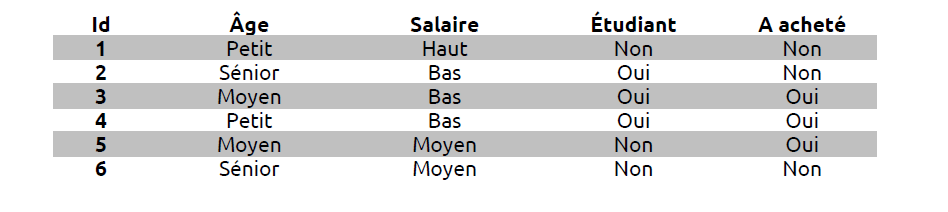 Id Âge Salaire Étudiant A acheté
1 Petit Haut Non Non
2 Sénior Bas Oui Non
3 Moyen Bas Oui Oui
4 Petit Bas Oui Oui
5 Moyen Moyen Non Oui
6 Sénior Moyen Non Non